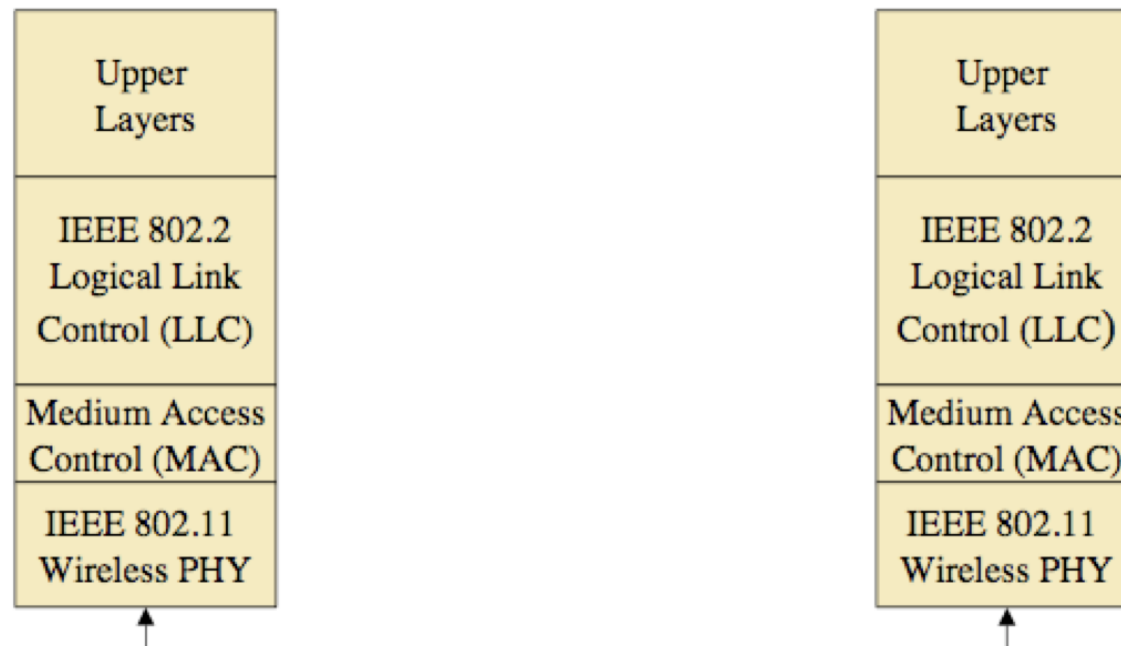 Upper
Layers
IEEE 802.2
Logical Link
Control (LLC)
Medium Access
Control (MAC)
IEEE 802.11
Wireless PHY
Upper
Layers
IEEE 802.2
Logical Link
Control (LLC)
Medium Access
Control (MAC)
IEEE 802.11
Wireless PHY